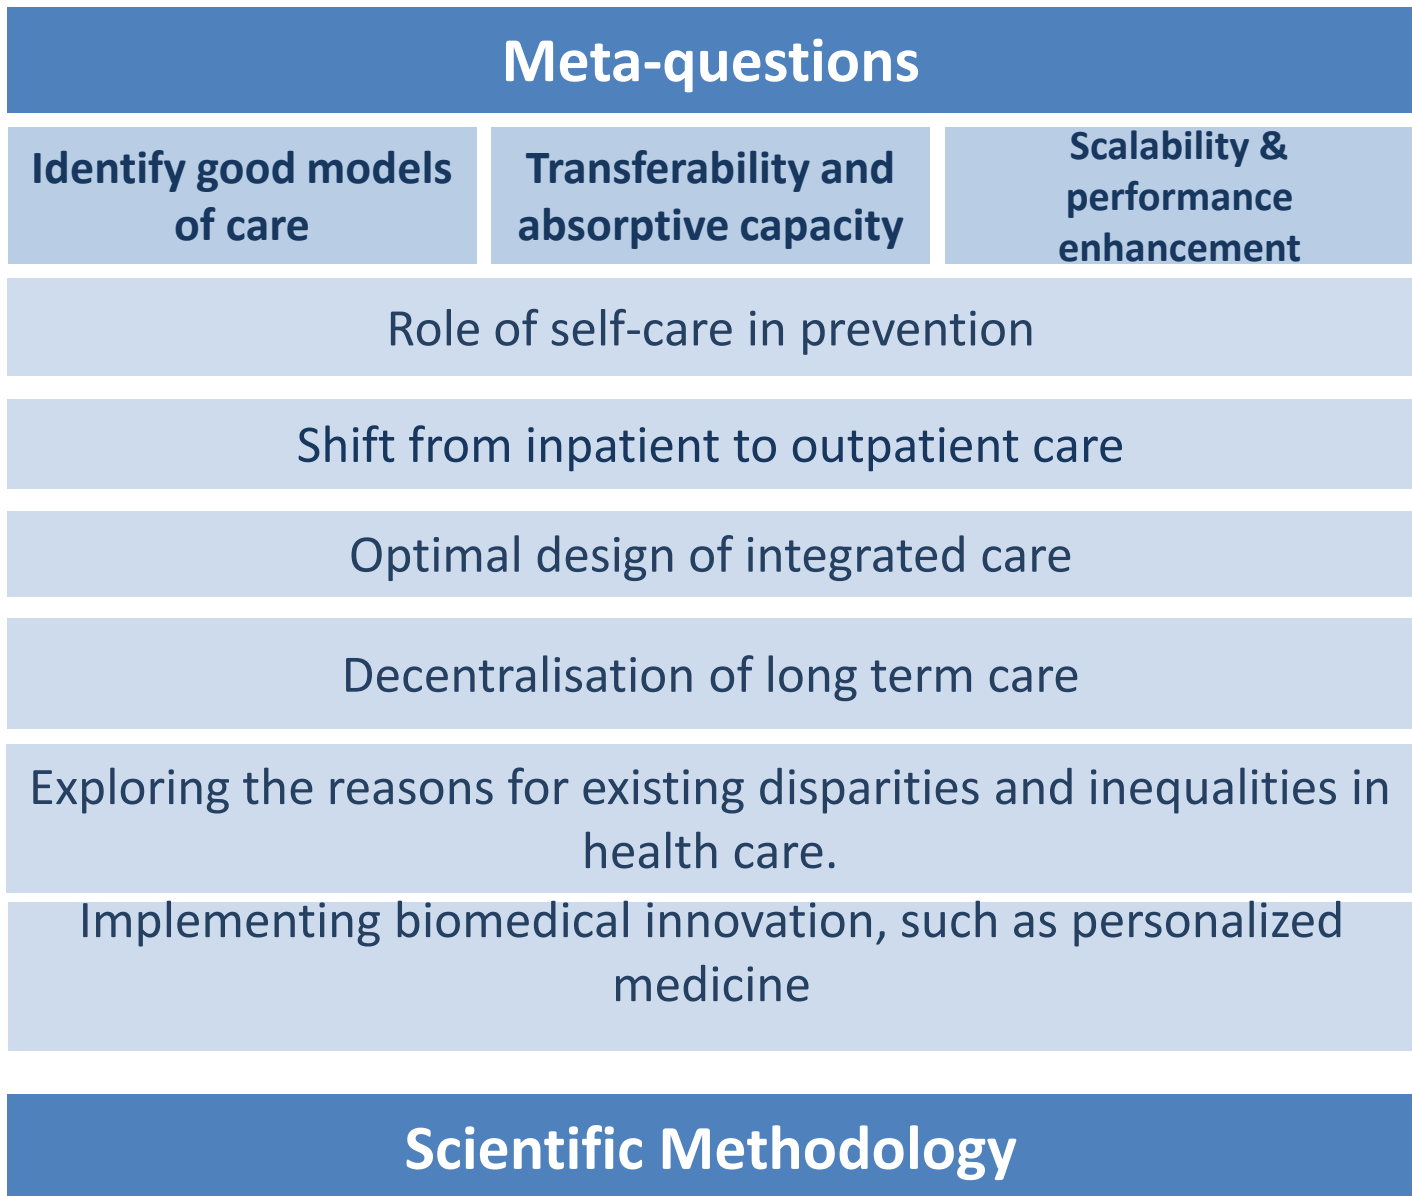 Meta-questions
Identify good models
of care
Transferability and
absorptive capacity
Scalability &
performance
enhancement
Role of self-care in prevention
Shift from inpatient to outpatient care
Optimal design of integrated care
Decentralisation of long term care
Exploring the reasons for existing disparities and inequalities in
health care.
Implementing biomedical innovation, such as personalized
medicine
Scientific Methodology